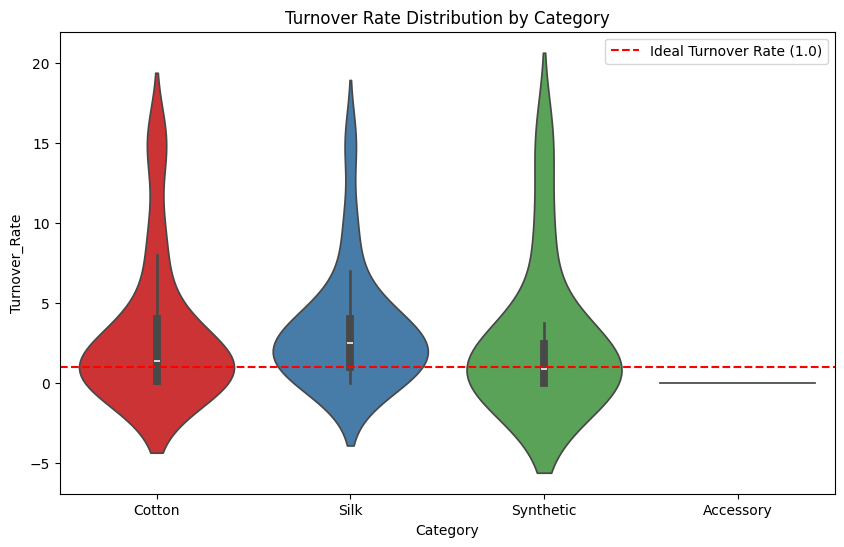 Turnover Rate Distribution by Category
Ideal Turnover Rate (1.0)
20
15
10
5
0
−5
Turnover_Rate
Cotton Silk Synthetic Accessory
Category